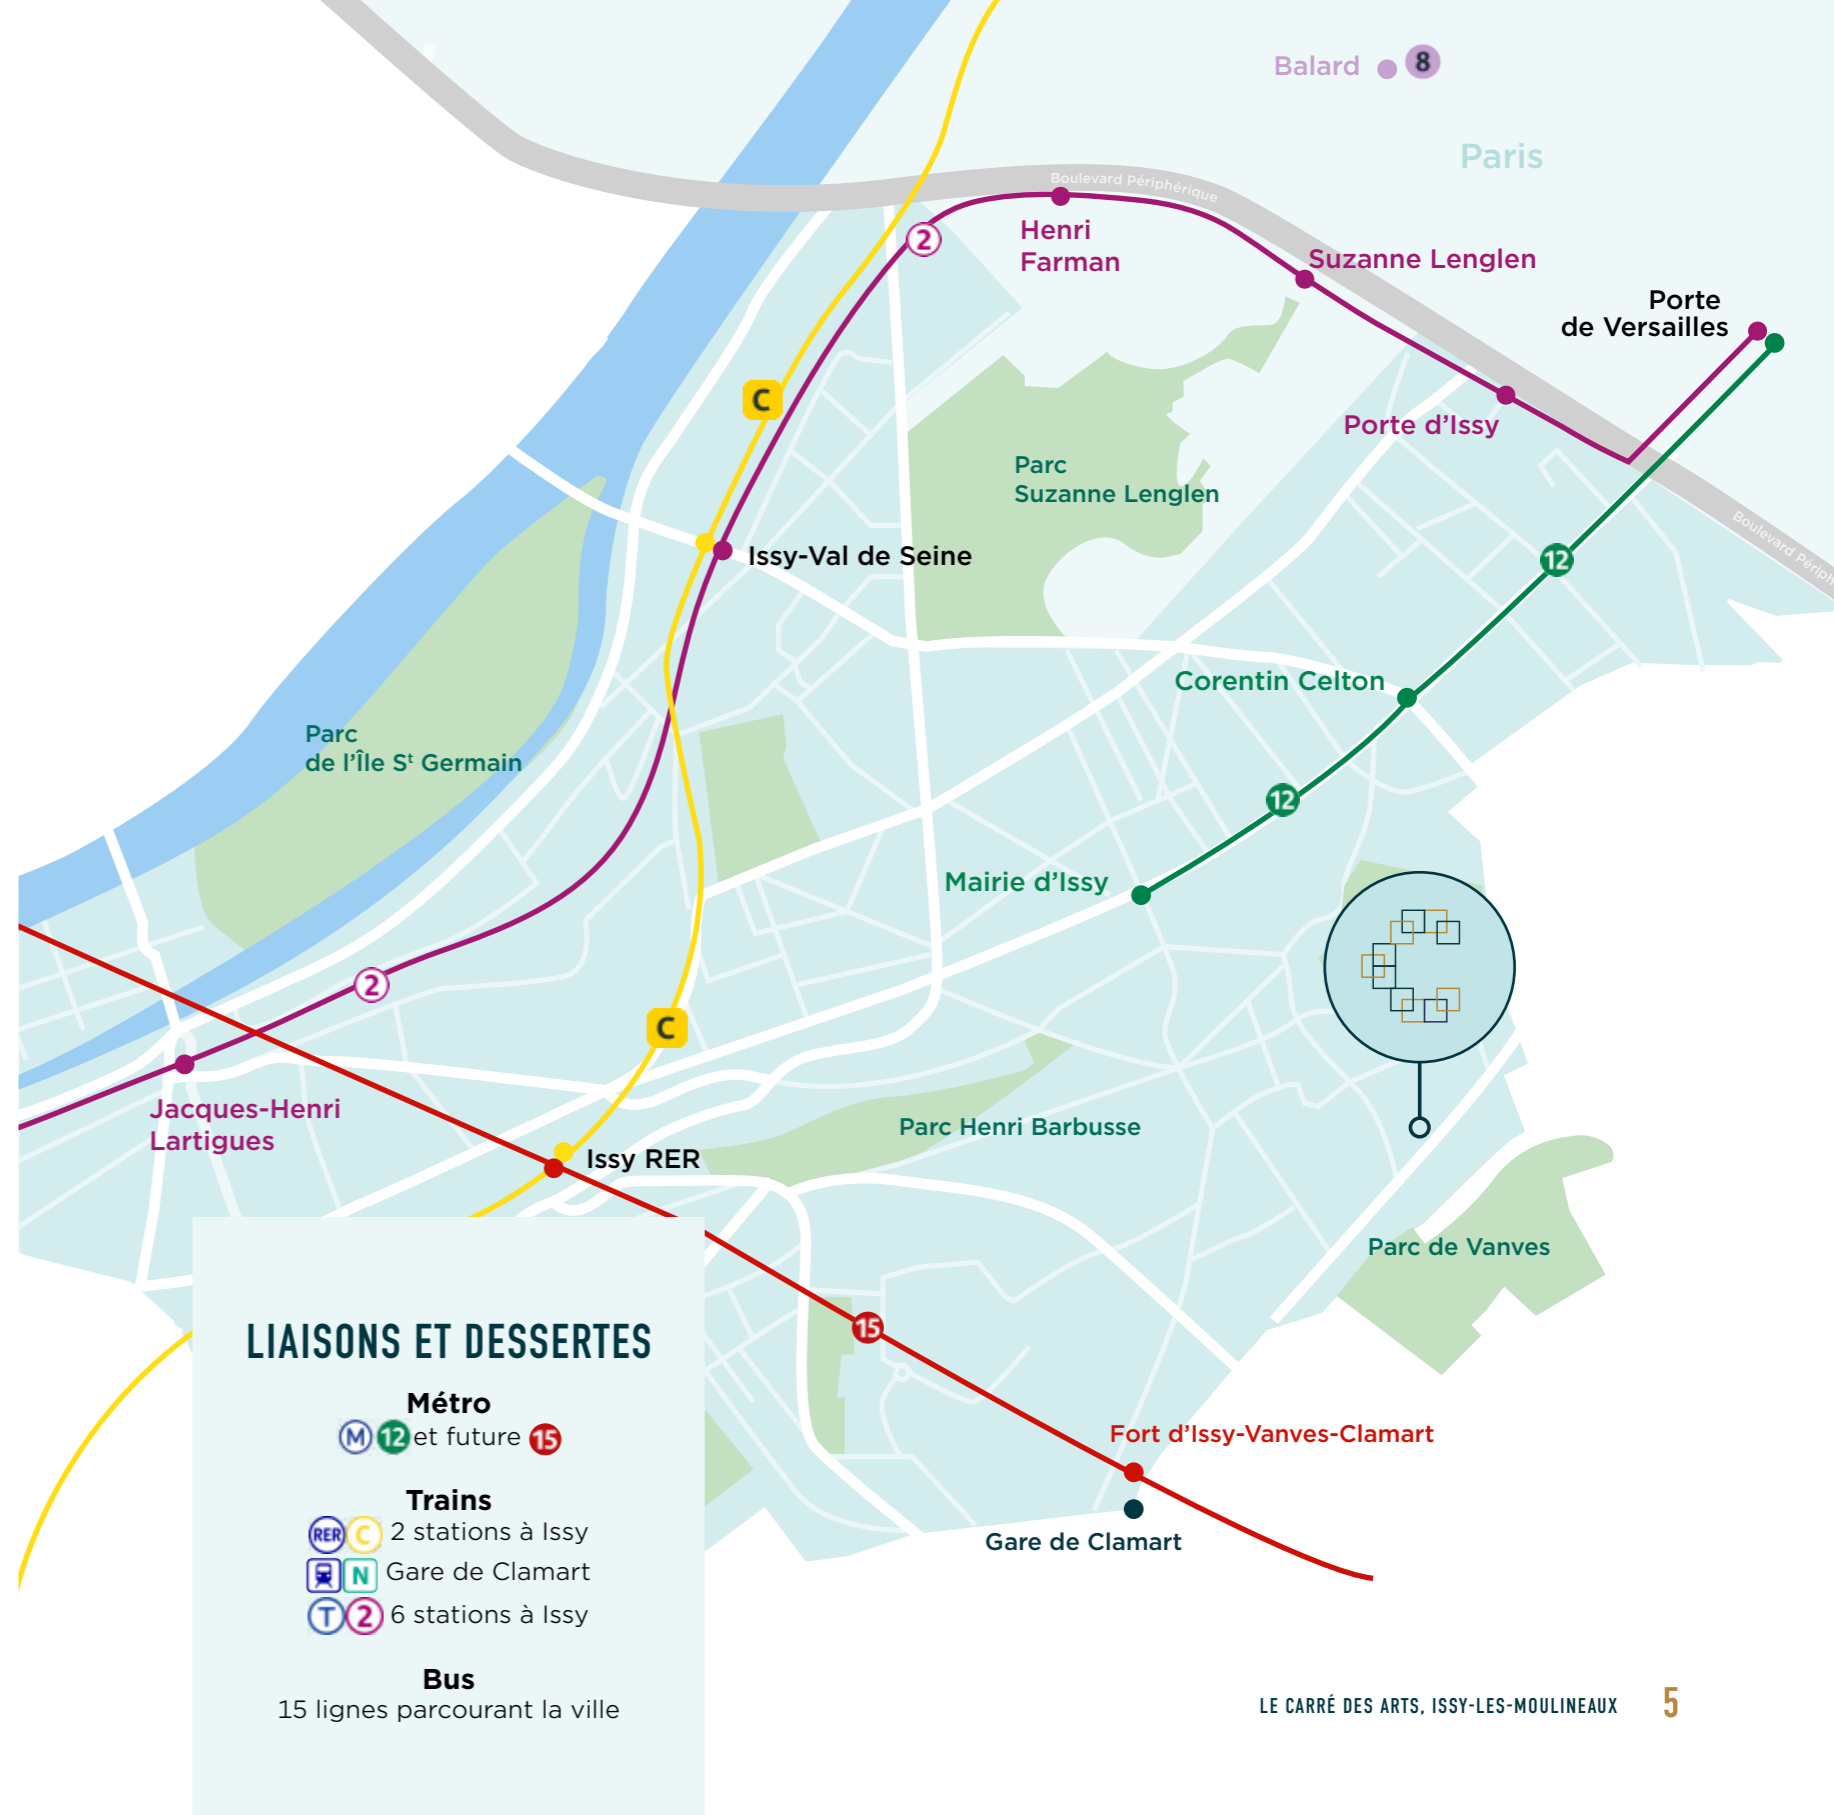 Balard 8
Paris
Boulevard Périphérique
2
Henri
Farman
Suzanne Lenglen
Porte
de Versailles
C
Porte d'Issy
Parc
Suzanne Lenglen
Boulevard Périph
Issy-Val de Seine
12
Corentin Celton
Parc
de l'Île St Germain
12
Mairie d'Issy
2
C
Jacques-Henri
Lartigues
Parc Henri Barbusse
Issy RER
Parc de Vanves
15
Fort d'Issy-Vanves-Clamart
Gare de Clamart
LIAISONS ET DESSERTES
Métro
M 12 et future 15
Trains
RER C 2 stations à Issy
N Gare de Clamart
T 2 6 stations à Issy
Bus
15 lignes parcourant la ville
LE CARRÉ DES ARTS, ISSY-LES-MOULINEAUX 5